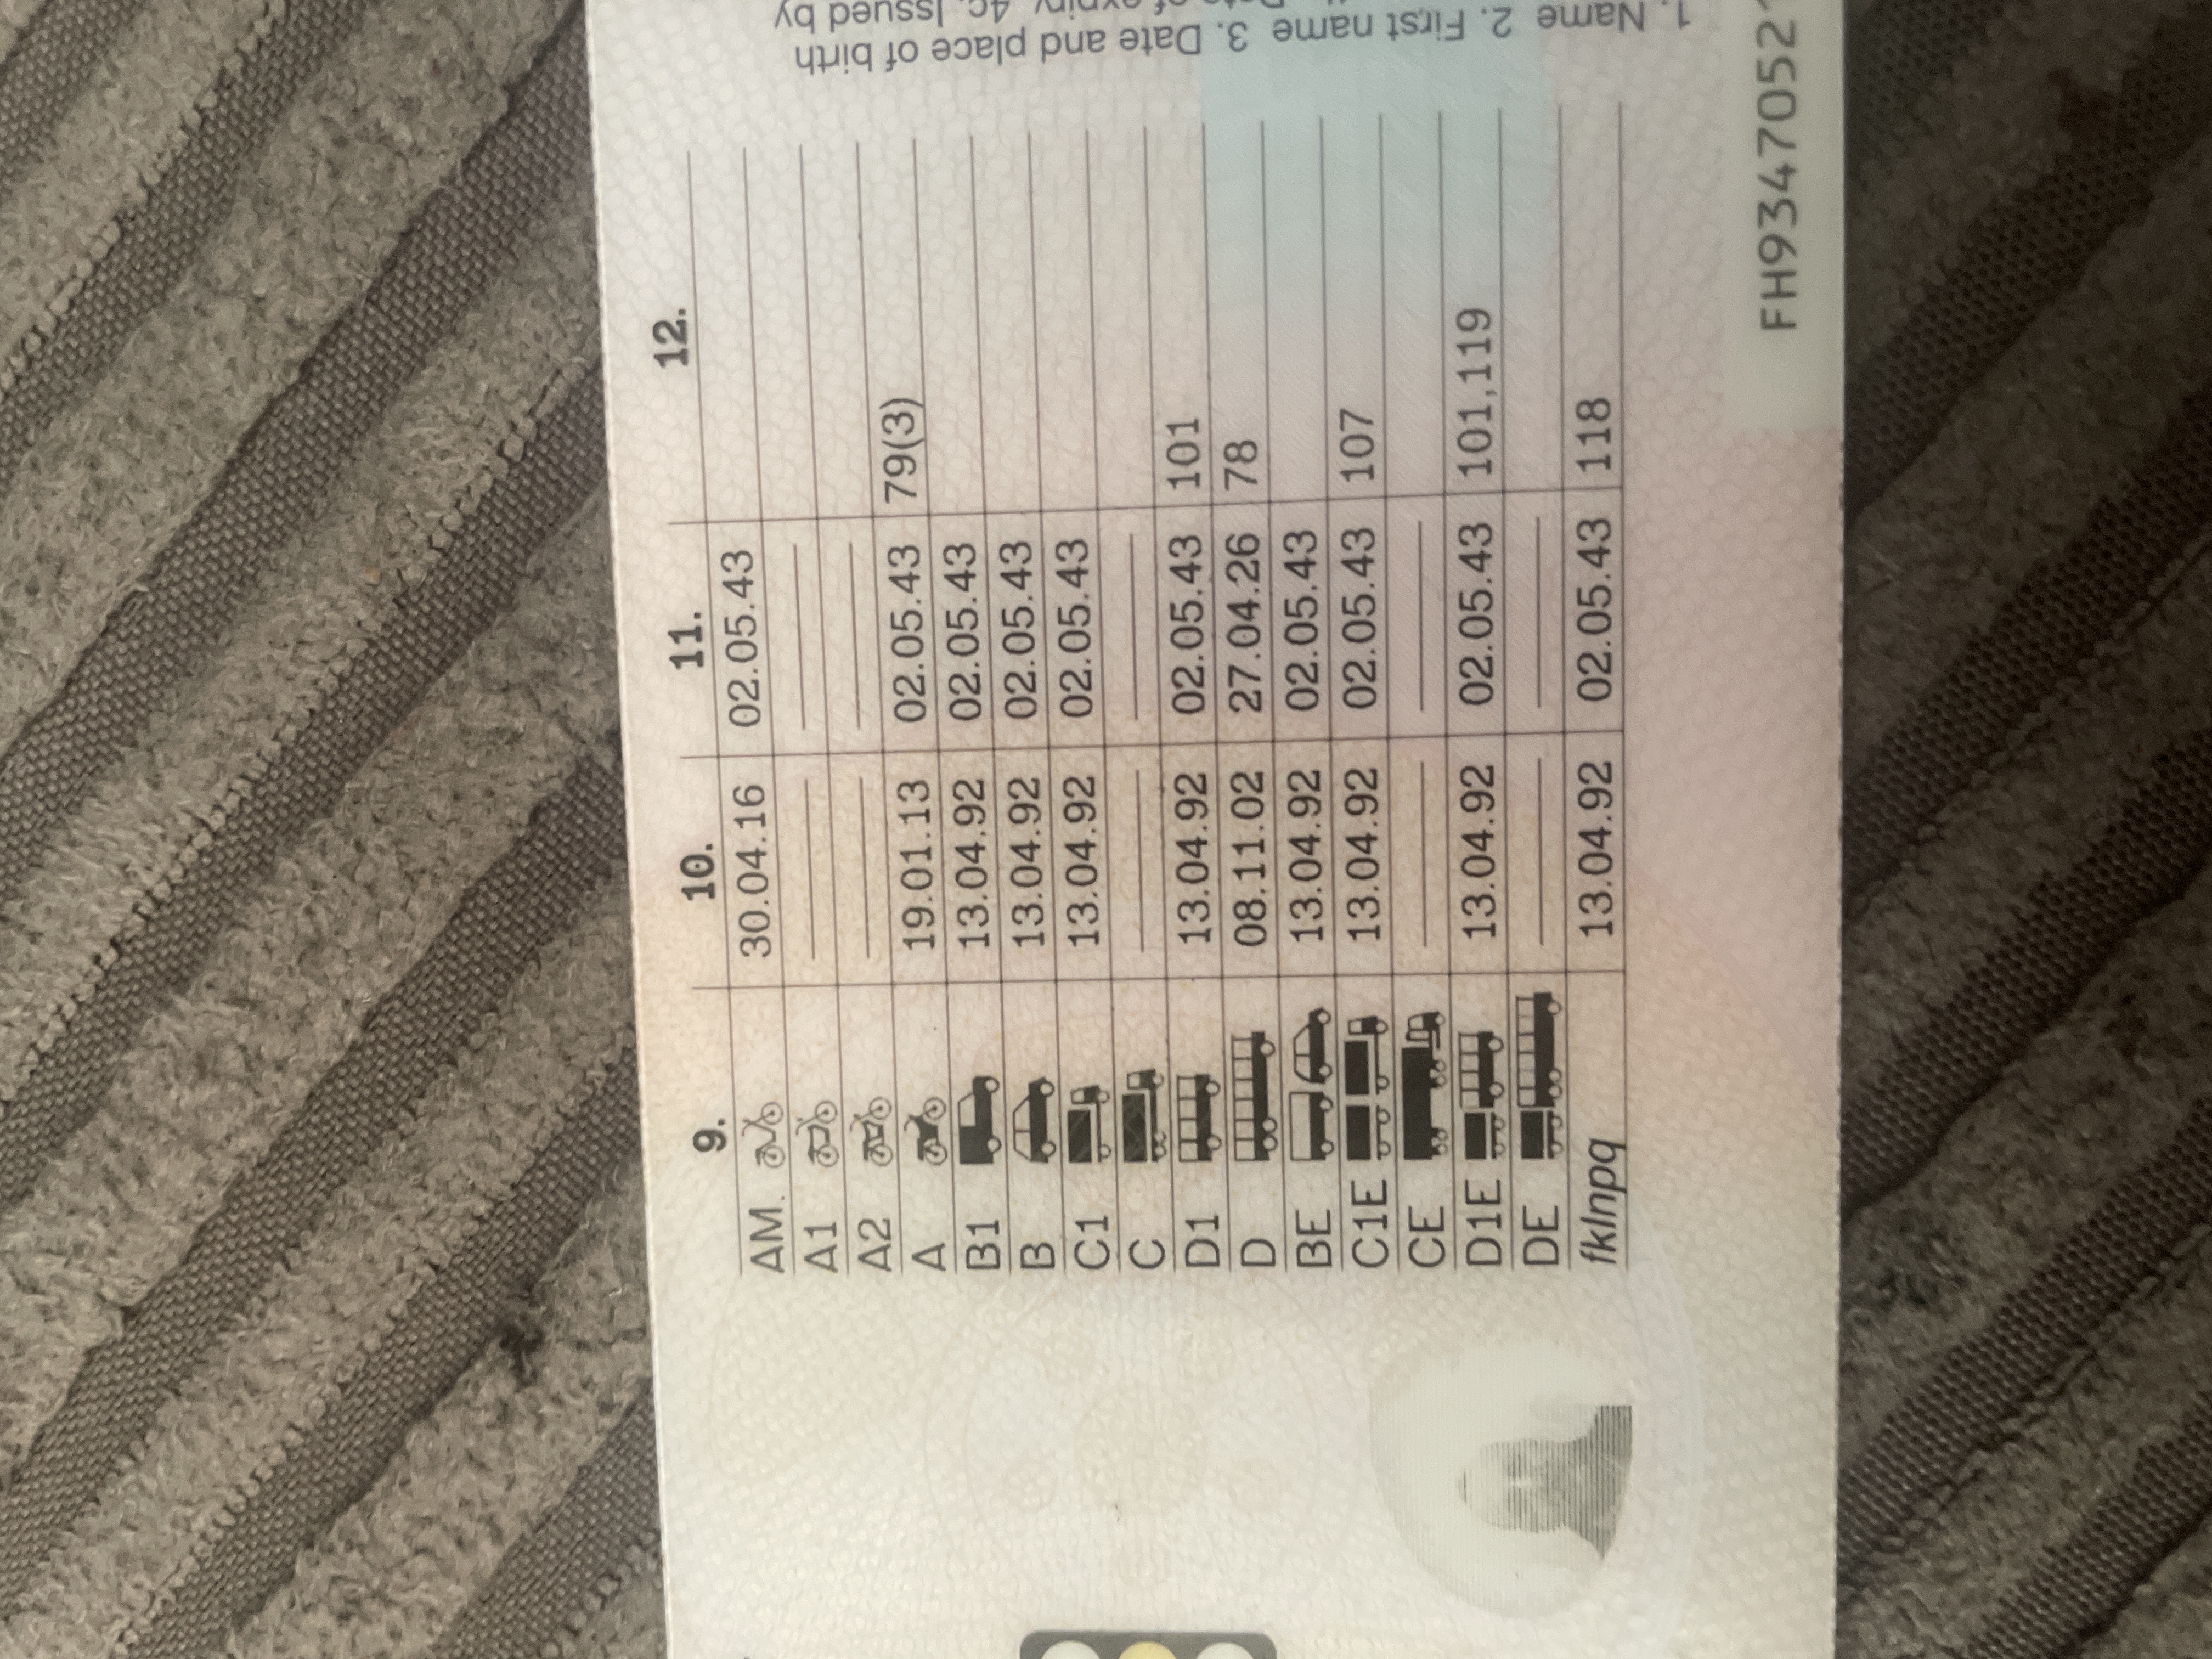 9. 10. 11. 12.
AM. 30.04.16 02.05.43
A1
A2
A 19.01.13 02.05.43 79(3)
B1 13.04.92 02.05.43
B 13.04.92 02.05.43
C1 13.04.92 02.05.43
C
D1 13.04.92 02.05.43 101
D 08.11.02 27.04.26 78
BE 13.04.92 02.05.43
C1E 13.04.92 02.05.43 107
CE
D1E 13.04.92 02.05.43 101,119
DE
fklnpq 13.04.92 02.05.43 118
1. Name 2. First name 3. Date and place of birth
Date of expiry 4c. Issued by
FH93470521